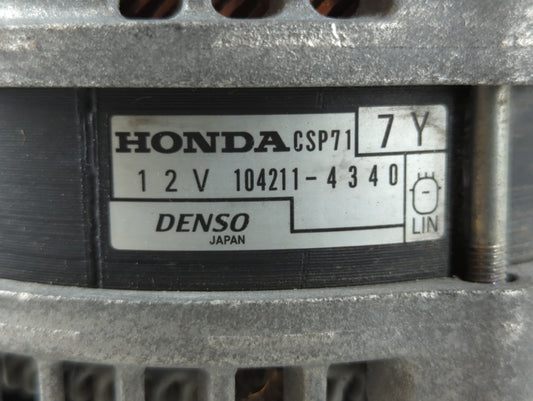 HONDA CSP71 7Y
12V 104211-4340
DENSO
JAPAN
LIN